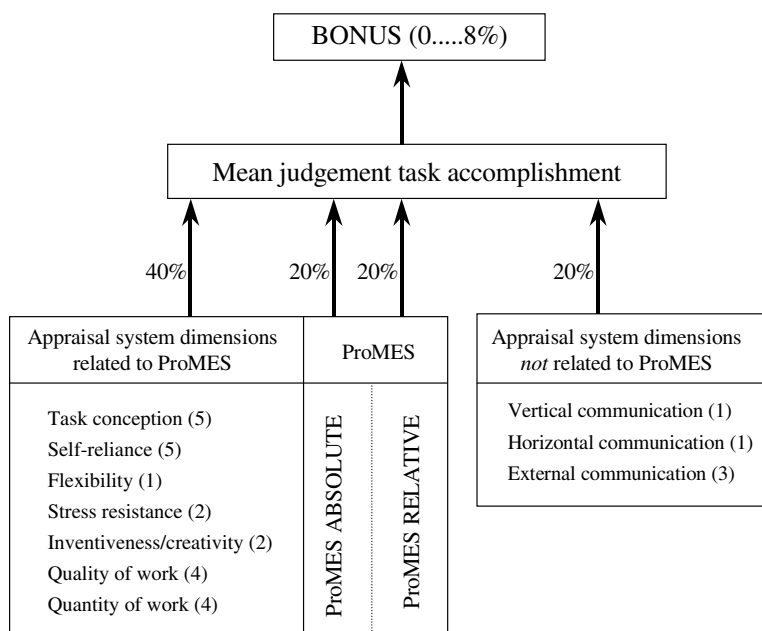 BONUS (0.....8%)
Mean judgement task accomplishment
40%
20%
20%
20%
Appraisal system dimensions
related to ProMES
Task conception (5)
Self-reliance (5)
Flexibility (1)
Stress resistance (2)
Inventiveness/creativity (2)
Quality of work (4)
Quantity of work (4)
ProMES
ProMES ABSOLUTE
ProMES RELATIVE
Appraisal system dimensions
not related to ProMES
Vertical communication (1)
Horizontal communication (1)
External communication (3)